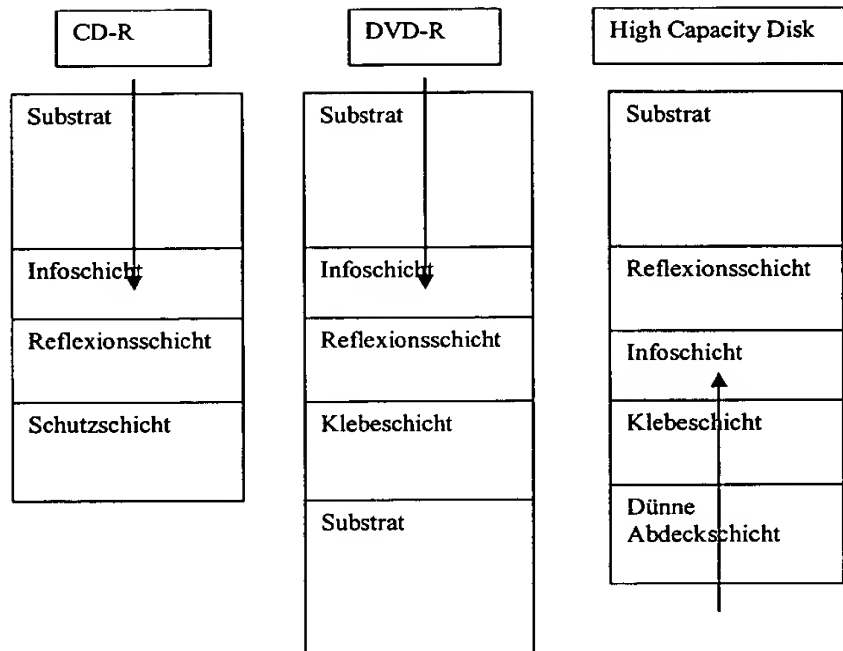 CD-R
Substrat
Infoschicht
Reflexionsschicht
Schutzschicht
DVD-R
Substrat
Infoschicht
Reflexionsschicht
Klebeschicht
Substrat
High Capacity Disk
Substrat
Reflexionsschicht
Infoschicht
Klebeschicht
Dünne
Abdeckschicht